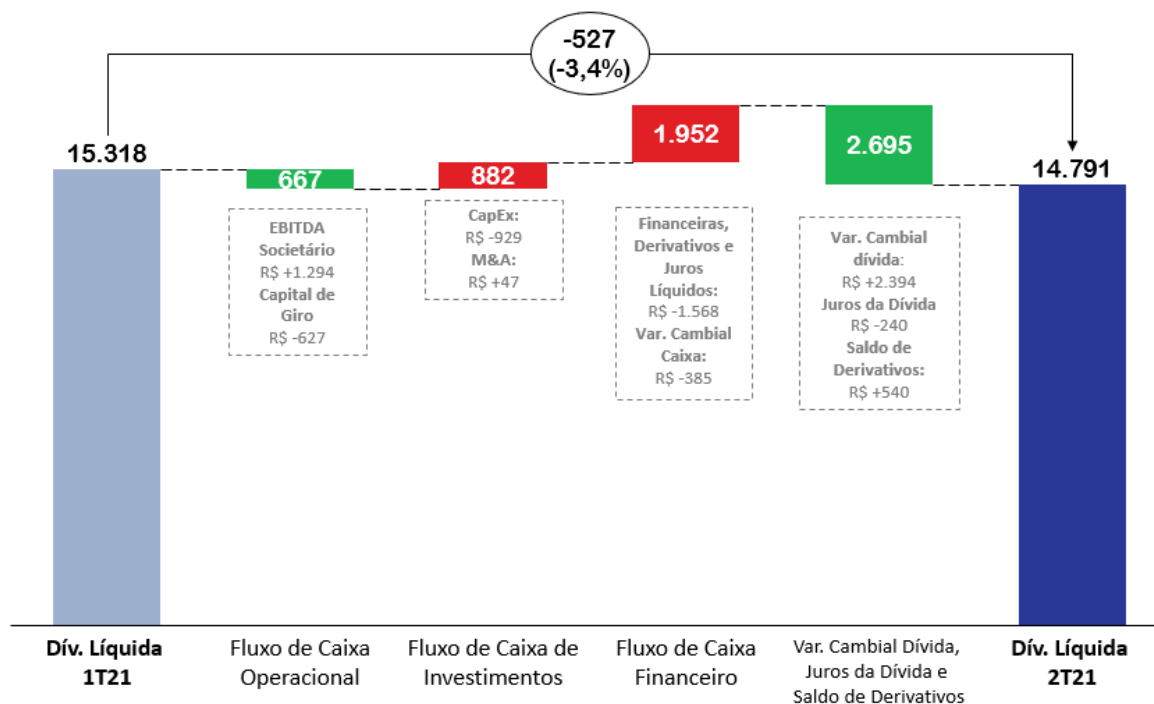 -527
(-3,4%)
15.318
667
882
1.952
2.695
14.791
EBITDA
Societário
R$ +1.294
Capital de
Giro
R$ -627
CapEx:
R$ -929
M&A:
R$ +47
Financeiras,
Derivativos e
Juros
Líquidos:
R$ -1.568
Var. Cambial
Caixa:
R$ -385
Var. Cambial
dívida:
R$ +2.394
Juros da Dívida
R$ -240
Saldo de
Derivativos:
R$ +540
Dív. Líquida
1T21
Fluxo de Caixa
Operacional
Fluxo de Caixa de
Investimentos
Fluxo de Caixa
Financeiro
Var. Cambial Dívida,
Juros da Dívida e
Saldo de Derivativos
Dív. Líquida
2T21